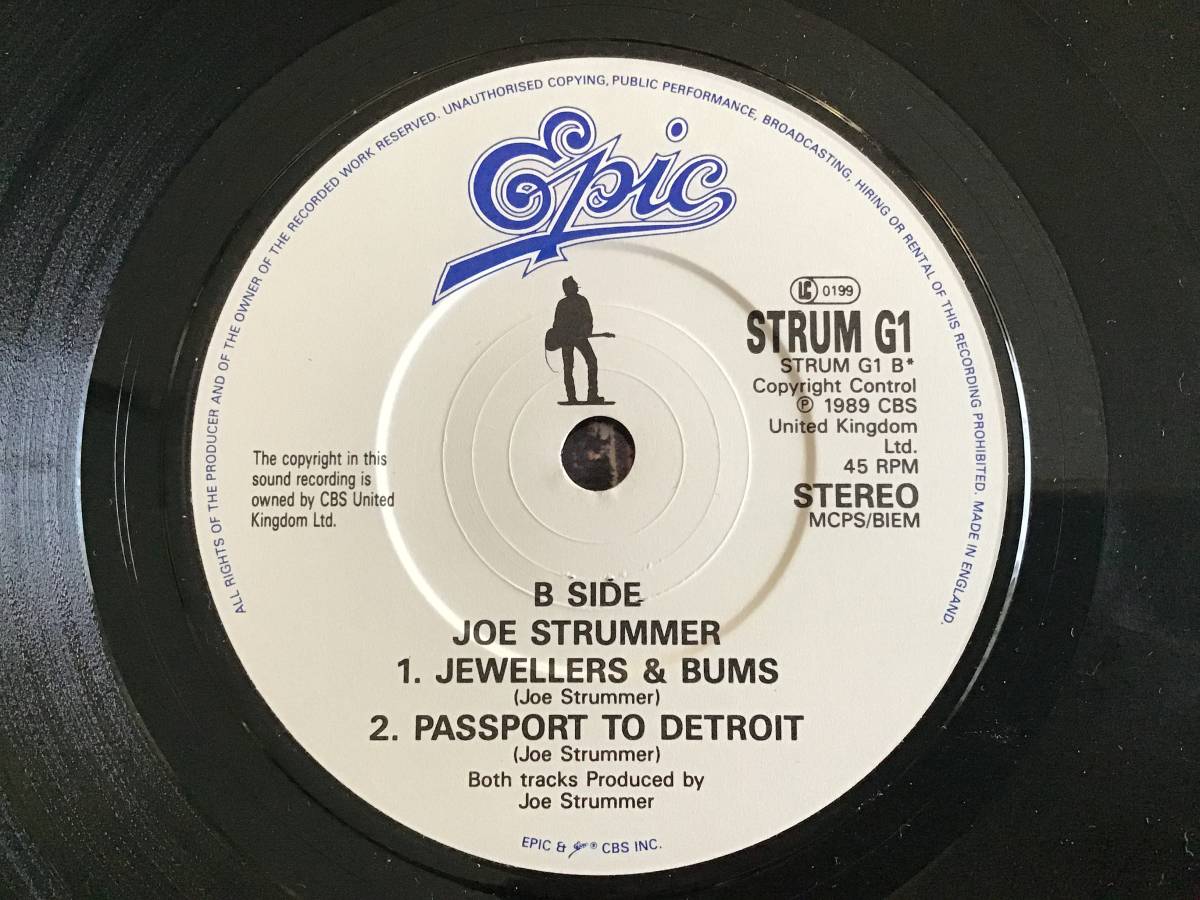 ALL RIGHTS OF THE PRODUCER AND OF THE OWNER OF THE RECORDED WORK RESERVED. UNAUTHORISED COPYING, PUBLIC PERFORMANCE, BROADCASTING, HIRING OR RENTAL OF THIS RECORDING PROHIBITED. MADE IN ENGLAND.
Epic
LC 0199
STRUM G1
STRUM G1 B*
Copyright Control
℗ 1989 CBS
United Kingdom
Ltd.
45 RPM
STEREO
MCPS/BIEM
The copyright in this
sound recording is
owned by CBS United
Kingdom Ltd.
B SIDE
JOE STRUMMER
1. JEWELLERS & BUMS
(Joe Strummer)
2. PASSPORT TO DETROIT
(Joe Strummer)
Both tracks Produced by
Joe Strummer
EPIC & Epic ® CBS INC.